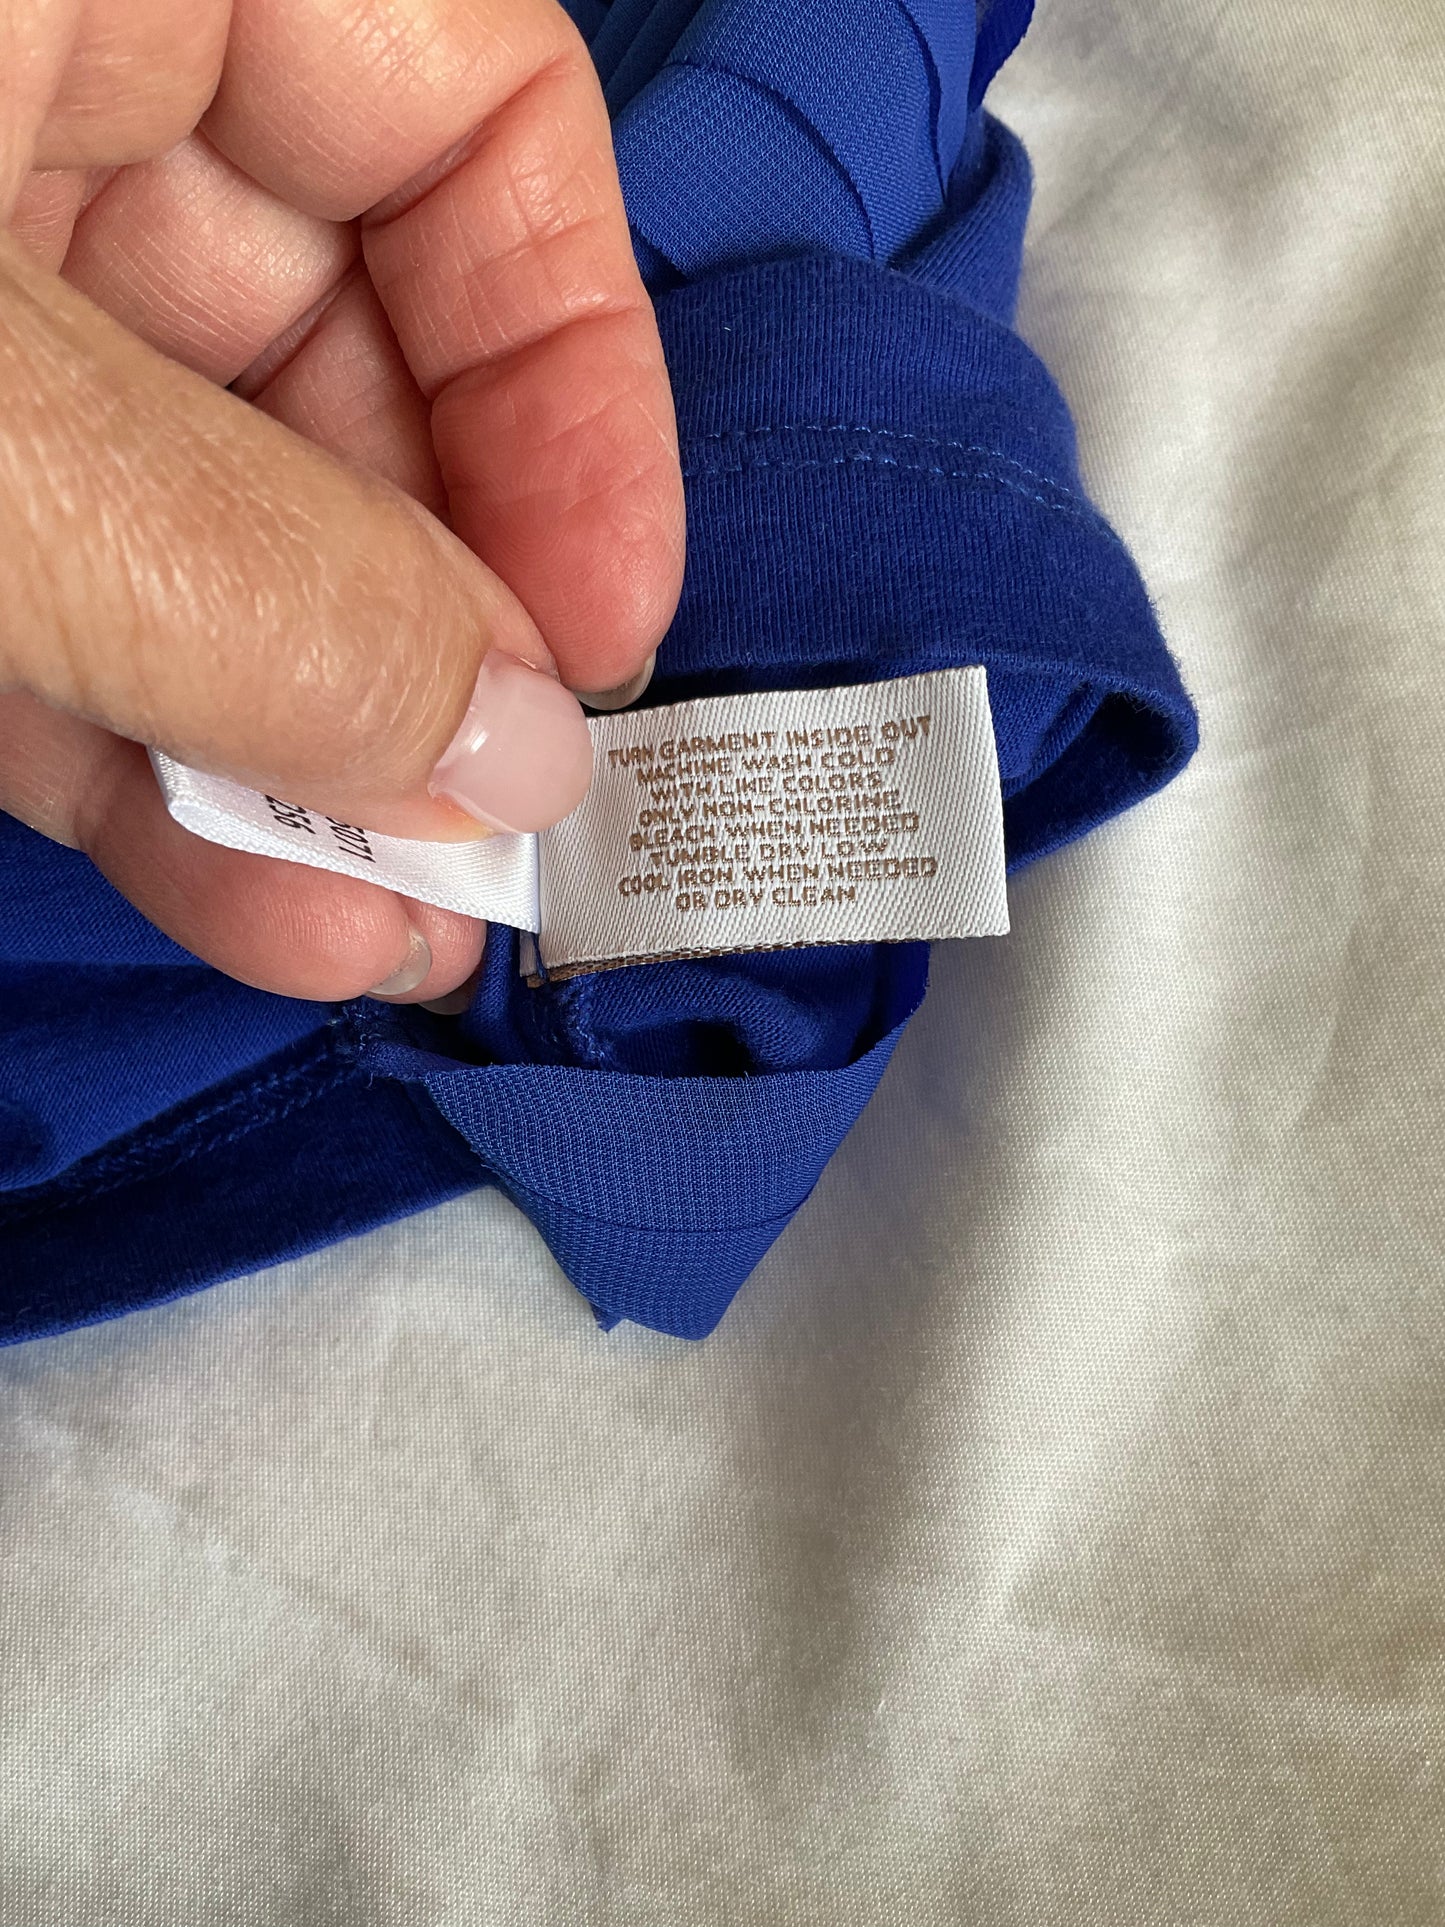 TURN GARMENT INSIDE OUT
MACHINE WASH COLD
WITH LIKE COLORS
ONLY NON-CHLORINE
BLEACH WHEN NEEDED
TUMBLE DRY LOW
COOL IRON WHEN NEEDED
OR DRY CLEAN